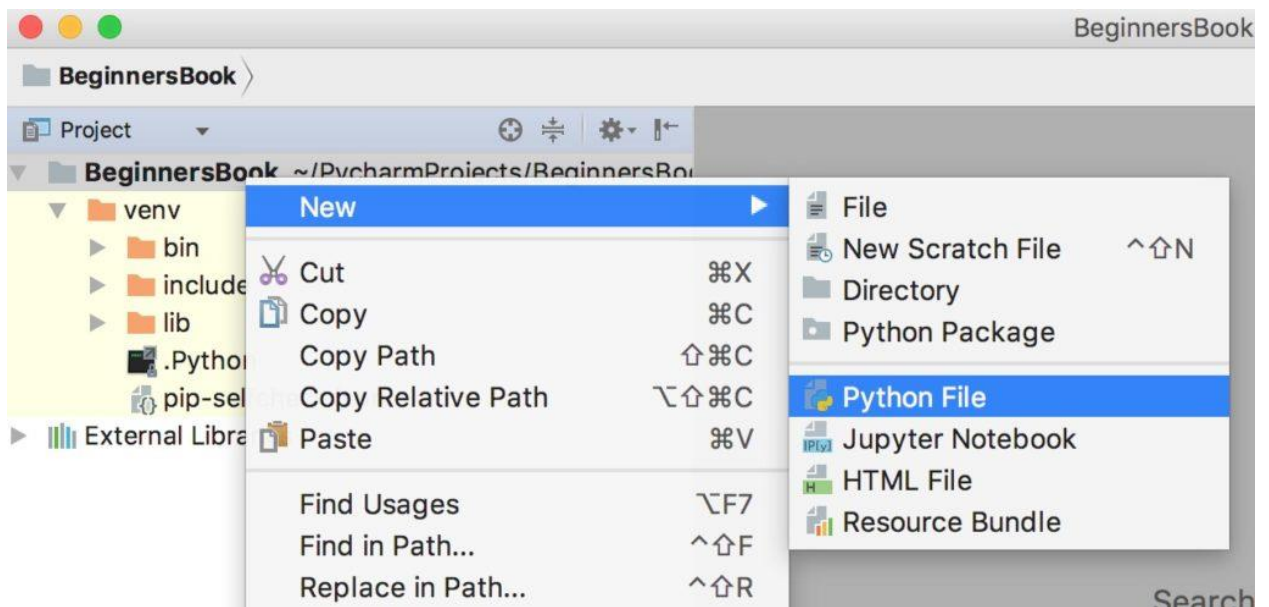 BeginnersBook
BeginnersBook
Project
BeginnersBook ~/PycharmProjects/BeginnersBo
venv
bin
include
lib
.Pytho
pip-sel
External Libra
New
Cut ⌘X
Copy ⌘C
Copy Path ⇧⌘C
Copy Relative Path ⌥⇧⌘C
Paste ⌘V
Find Usages ⌥F7
Find in Path... ^⇧F
Replace in Path... ^⇧R
File
New Scratch File ^⇧N
Directory
Python Package
Python File
IP[y] Jupyter Notebook
H HTML File
Resource Bundle
Search